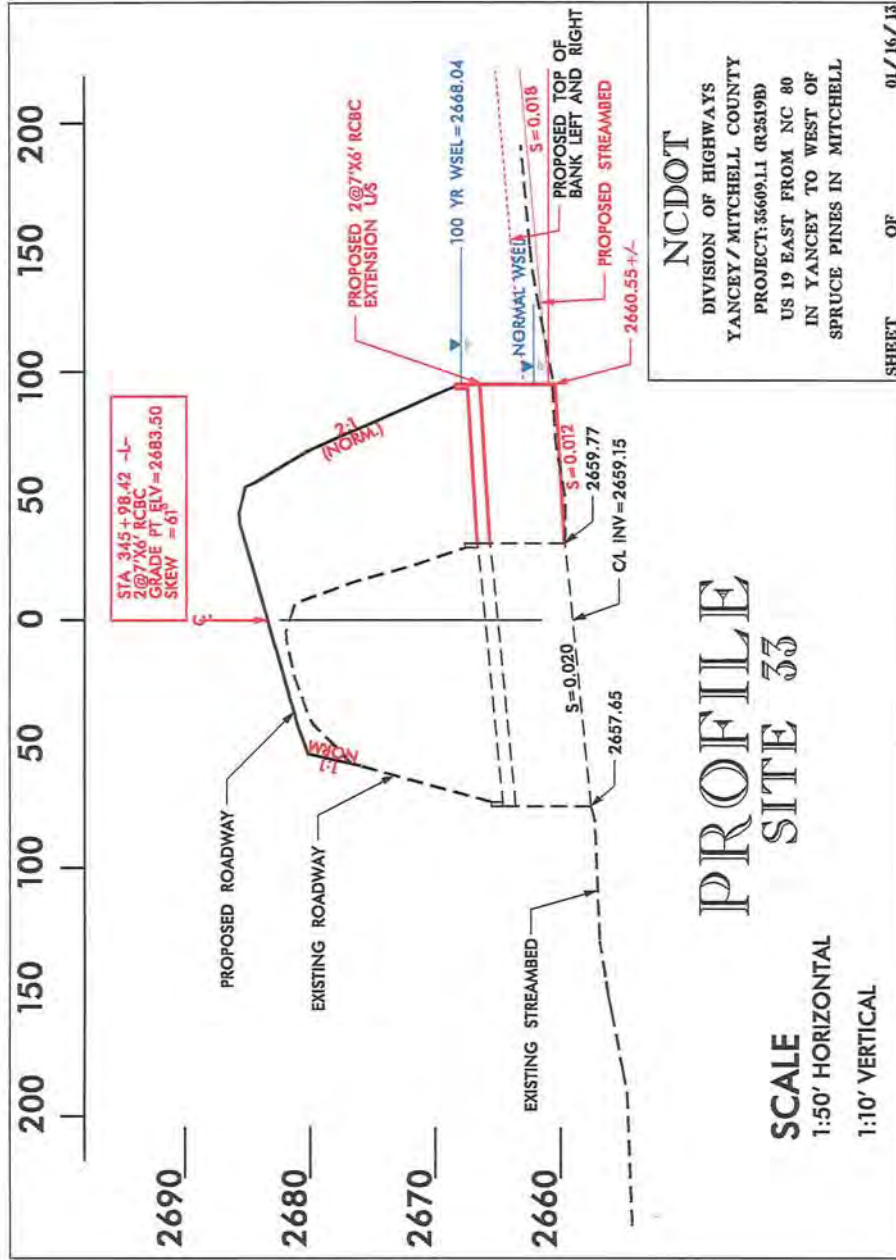 200
150
100
50
0
50
100
150
200
2690
2680
2670
2660
STA 345+98.42 -L-
2@7'X6' RCBC
GRADE PT ELV=2683.50
SKEW = 61°
PROPOSED ROADWAY
EXISTING ROADWAY
1:1
NORM
2:1
(NORM.)
PROPOSED 2@7'X6' RCBC
EXTENSION U/S
100 YR WSEL=2668.04
NORMAL WSEL
S=0.018
PROPOSED TOP OF
BANK LEFT AND RIGHT
PROPOSED STREAMBED
2660.55+/-
S=0.012
2659.77
C/L INV=2659.15
S=0.020
2657.65
EXISTING STREAMBED
PROFILE
SITE 33
SCALE
1:50' HORIZONTAL
1:10' VERTICAL
NCDOT
DIVISION OF HIGHWAYS
YANCEY/MITCHELL COUNTY
PROJECT:35609.1.1 (R2519B)
US 19 EAST FROM NC 80
IN YANCEY TO WEST OF
SPRUCE PINES IN MITCHELL
SHEET OF 01/16/13